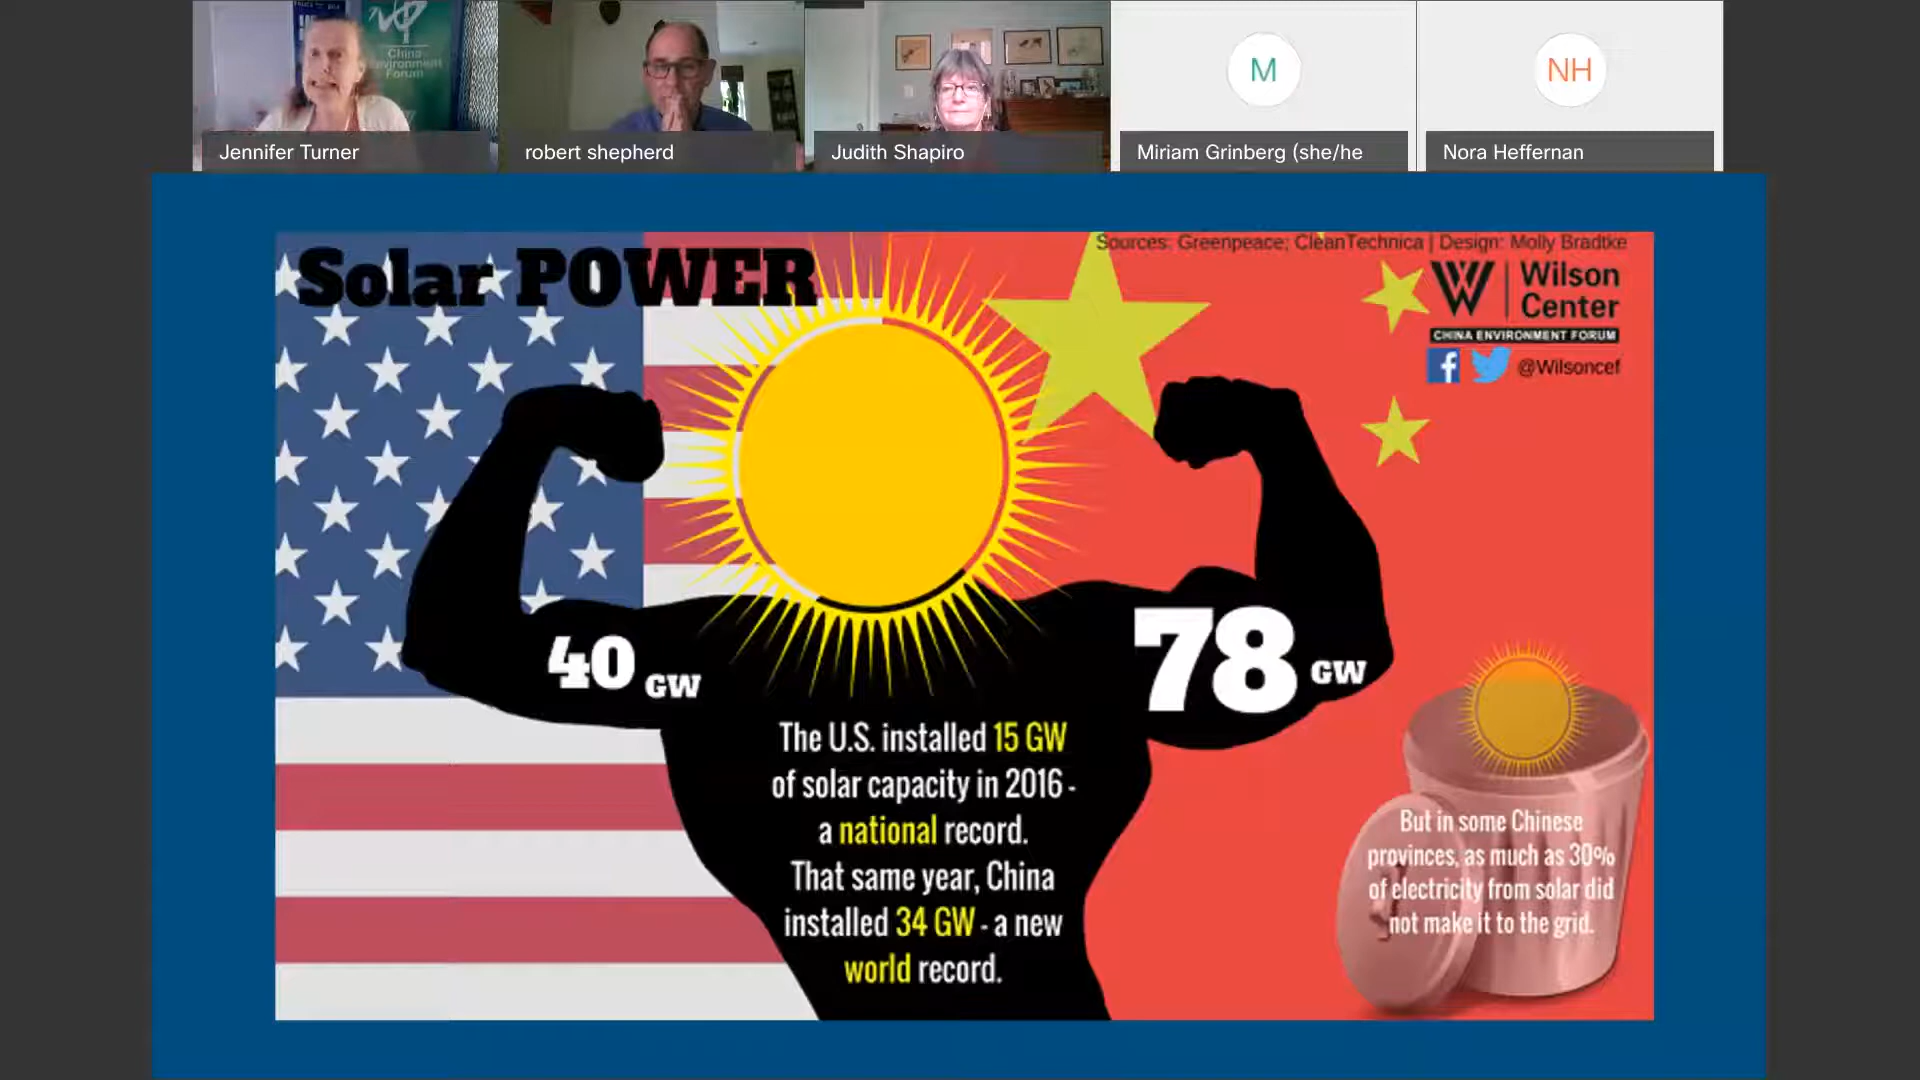 China
Environment
Forum
Jennifer Turner
robert shepherd
Judith Shapiro
M
Miriam Grinberg (she/he
NH
Nora Heffernan
Solar POWER
Sources: Greenpeace; CleanTechnica | Design: Molly Bradtke
W
Wilson
Center
CHINA ENVIRONMENT FORUM
@Wilsoncef
40 GW
78 GW
The U.S. installed 15 GW
of solar capacity in 2016 -
a national record.
That same year, China
installed 34 GW - a new
world record.
But in some Chinese
provinces, as much as 30%
of electricity from solar did
not make it to the grid.